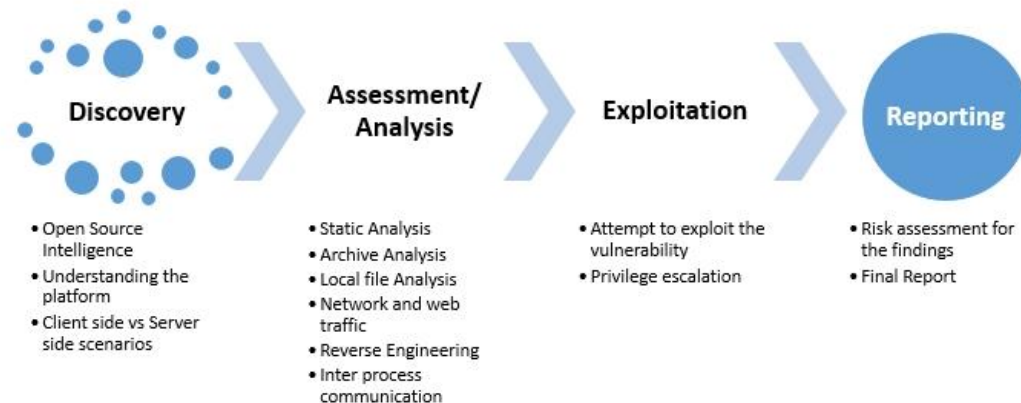 Discovery
Assessment/
Analysis
Exploitation
Reporting
• Open Source
Intelligence
• Understanding the
platform
• Client side vs Server
side scenarios
• Static Analysis
• Archive Analysis
• Local file Analysis
• Network and web
traffic
• Reverse Engineering
• Inter process
communication
• Attempt to exploit the
vulnerability
• Privilege escalation
• Risk assessment for
the findings
• Final Report